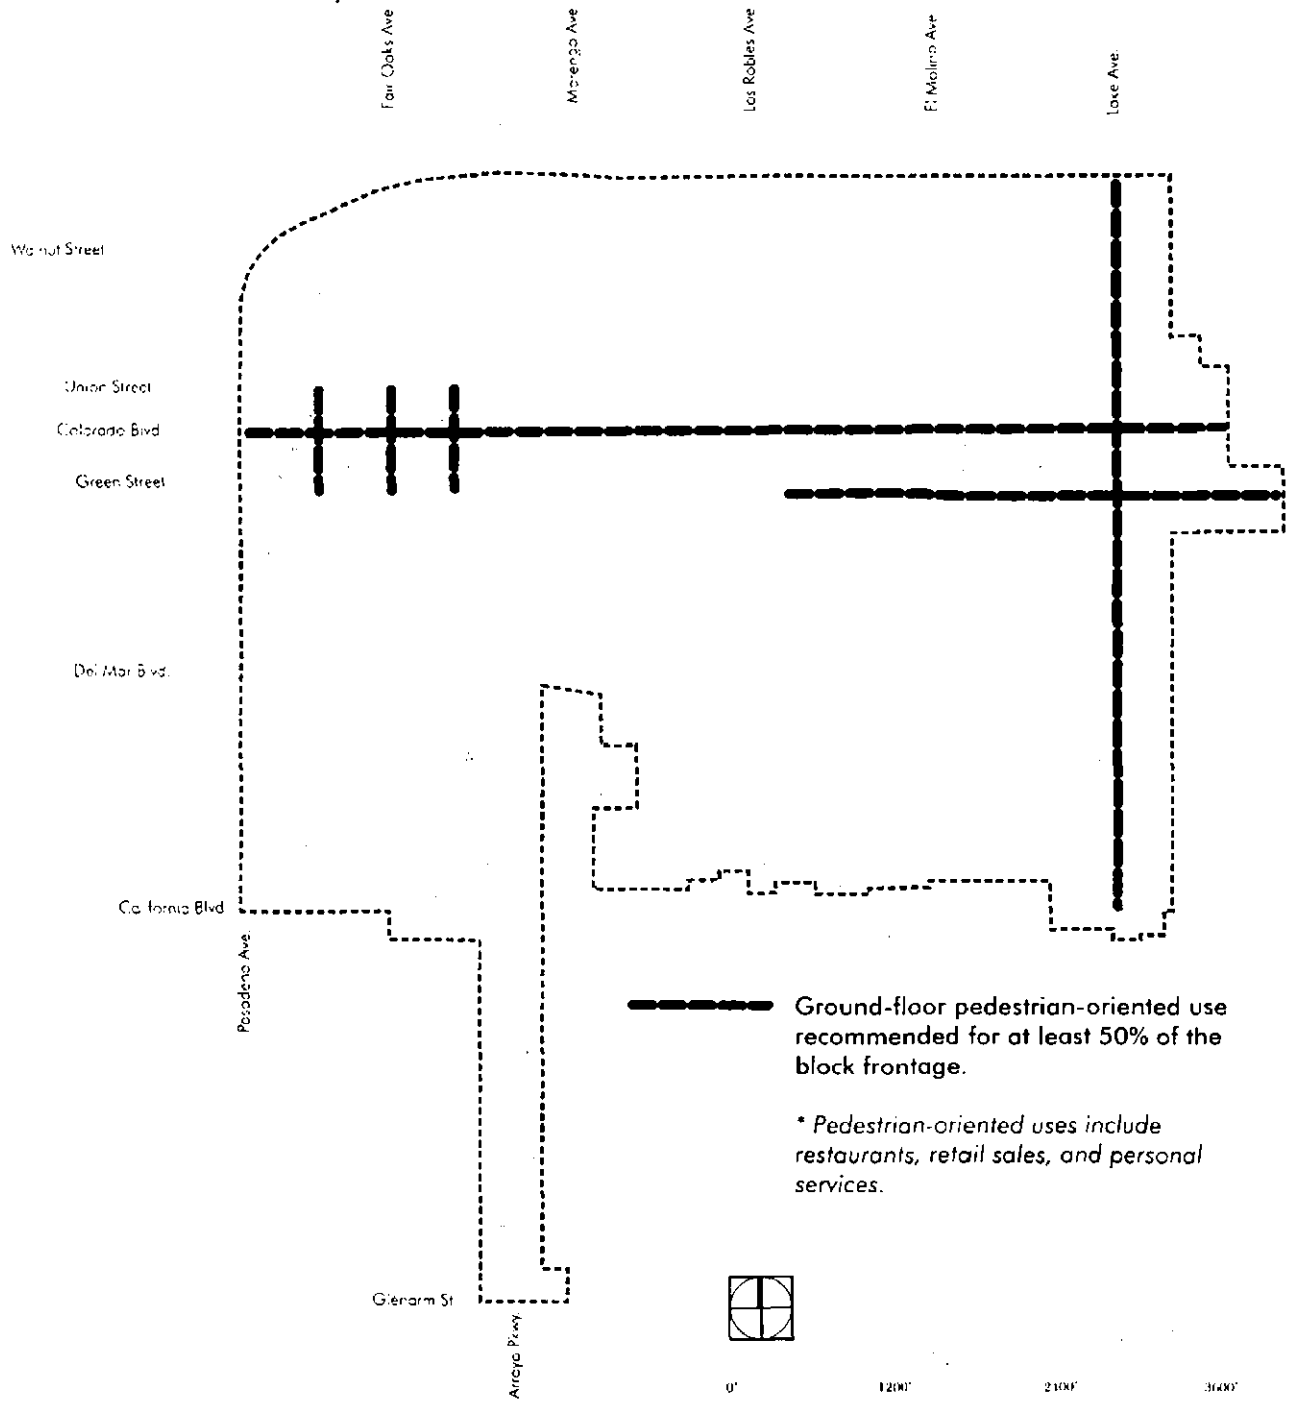 Fair Oaks Ave
Marengo Ave
Los Robles Ave
El Molino Ave
Lake Ave.
Walnut Street
Union Street
Colorado Blvd
Green Street
Del Mar Blvd.
California Blvd
Pasadena Ave.
Ground-floor pedestrian-oriented use
recommended for at least 50% of the
block frontage.
* Pedestrian-oriented uses include
restaurants, retail sales, and personal
services.
Glenarm St
Arroyo Pkwy.
0' 1200' 2400' 3600'